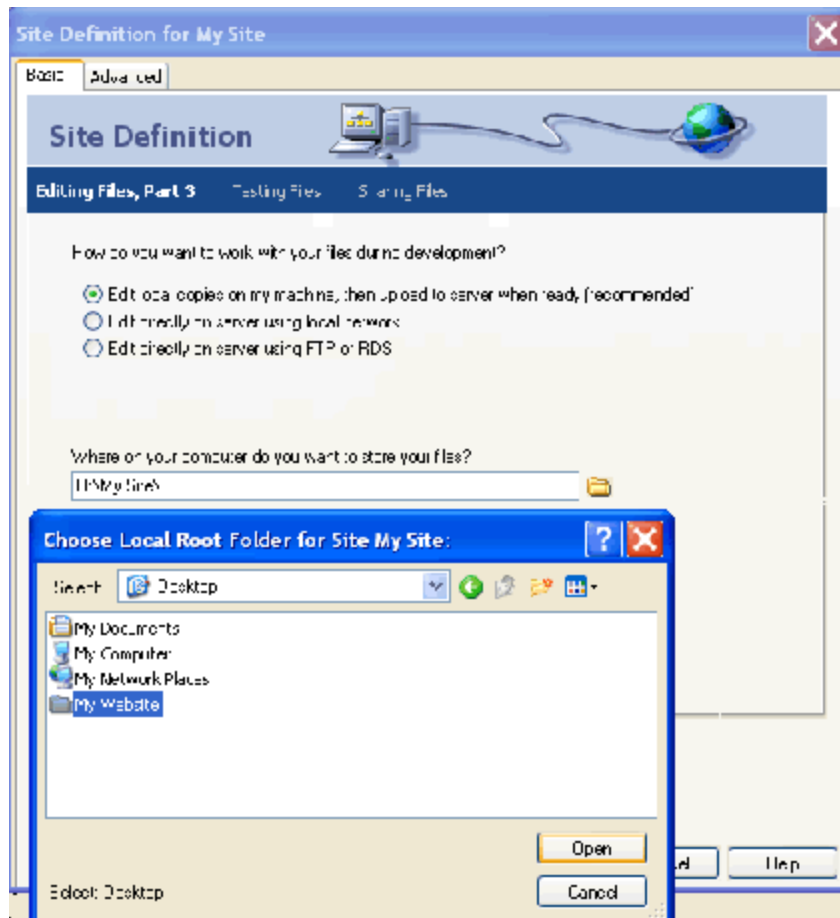 Site Definition for My Site
Basic Advanced
Site Definition
Editing Files, Part 3 Testing Files Sharing Files
How do you want to work with your files during development?
Edit local copies on my machine, then upload to server when ready (recommended)
Edit directly on server using local network
Edit directly on server using FTP or RDS
Where on your computer do you want to store your files?
Choose Local Root Folder for Site My Site:
Select: Desktop
My Documents
My Computer
My Network Places
My Website
Open
Help
Select: Desktop
Cancel